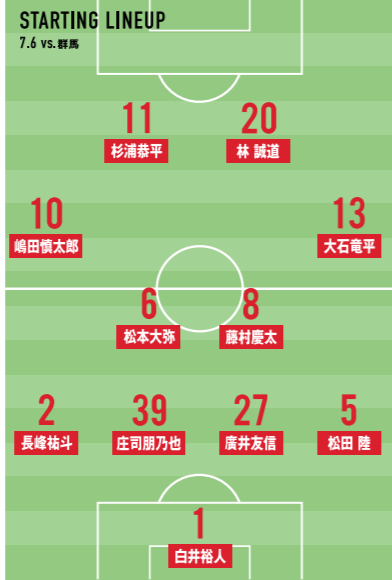 STARTING LINEUP
7.6 vs.群馬
11 20
杉浦恭平 林 誠道
10 13
嶋田慎太郎 大石竜平
6 8
松本大弥 藤村慶太
2 39 27 5
長峰祐斗 庄司朋乃也 廣井友信 松田 陸
1
白井裕人